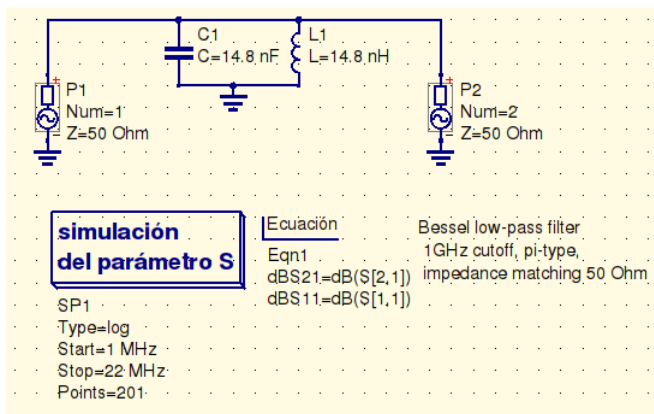 C1
C=14.8 nF
L1
L=14.8 nH
P1
Num=1
Z=50 Ohm
P2
Num=2
Z=50 Ohm
simulación
del parámetro S
SP1
Type=log
Start=1 MHz
Stop=22 MHz
Points=201
Ecuación
Eqn1
dBS21=dB(S[2,1])
dBS11=dB(S[1,1])
Bessel low-pass filter
1GHz cutoff, pi-type,
impedance matching 50 Ohm